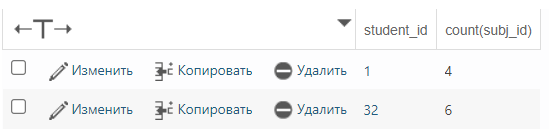 ←T→ student_id count(subj_id)
Изменить Копировать Удалить 1 4
Изменить Копировать Удалить 32 6